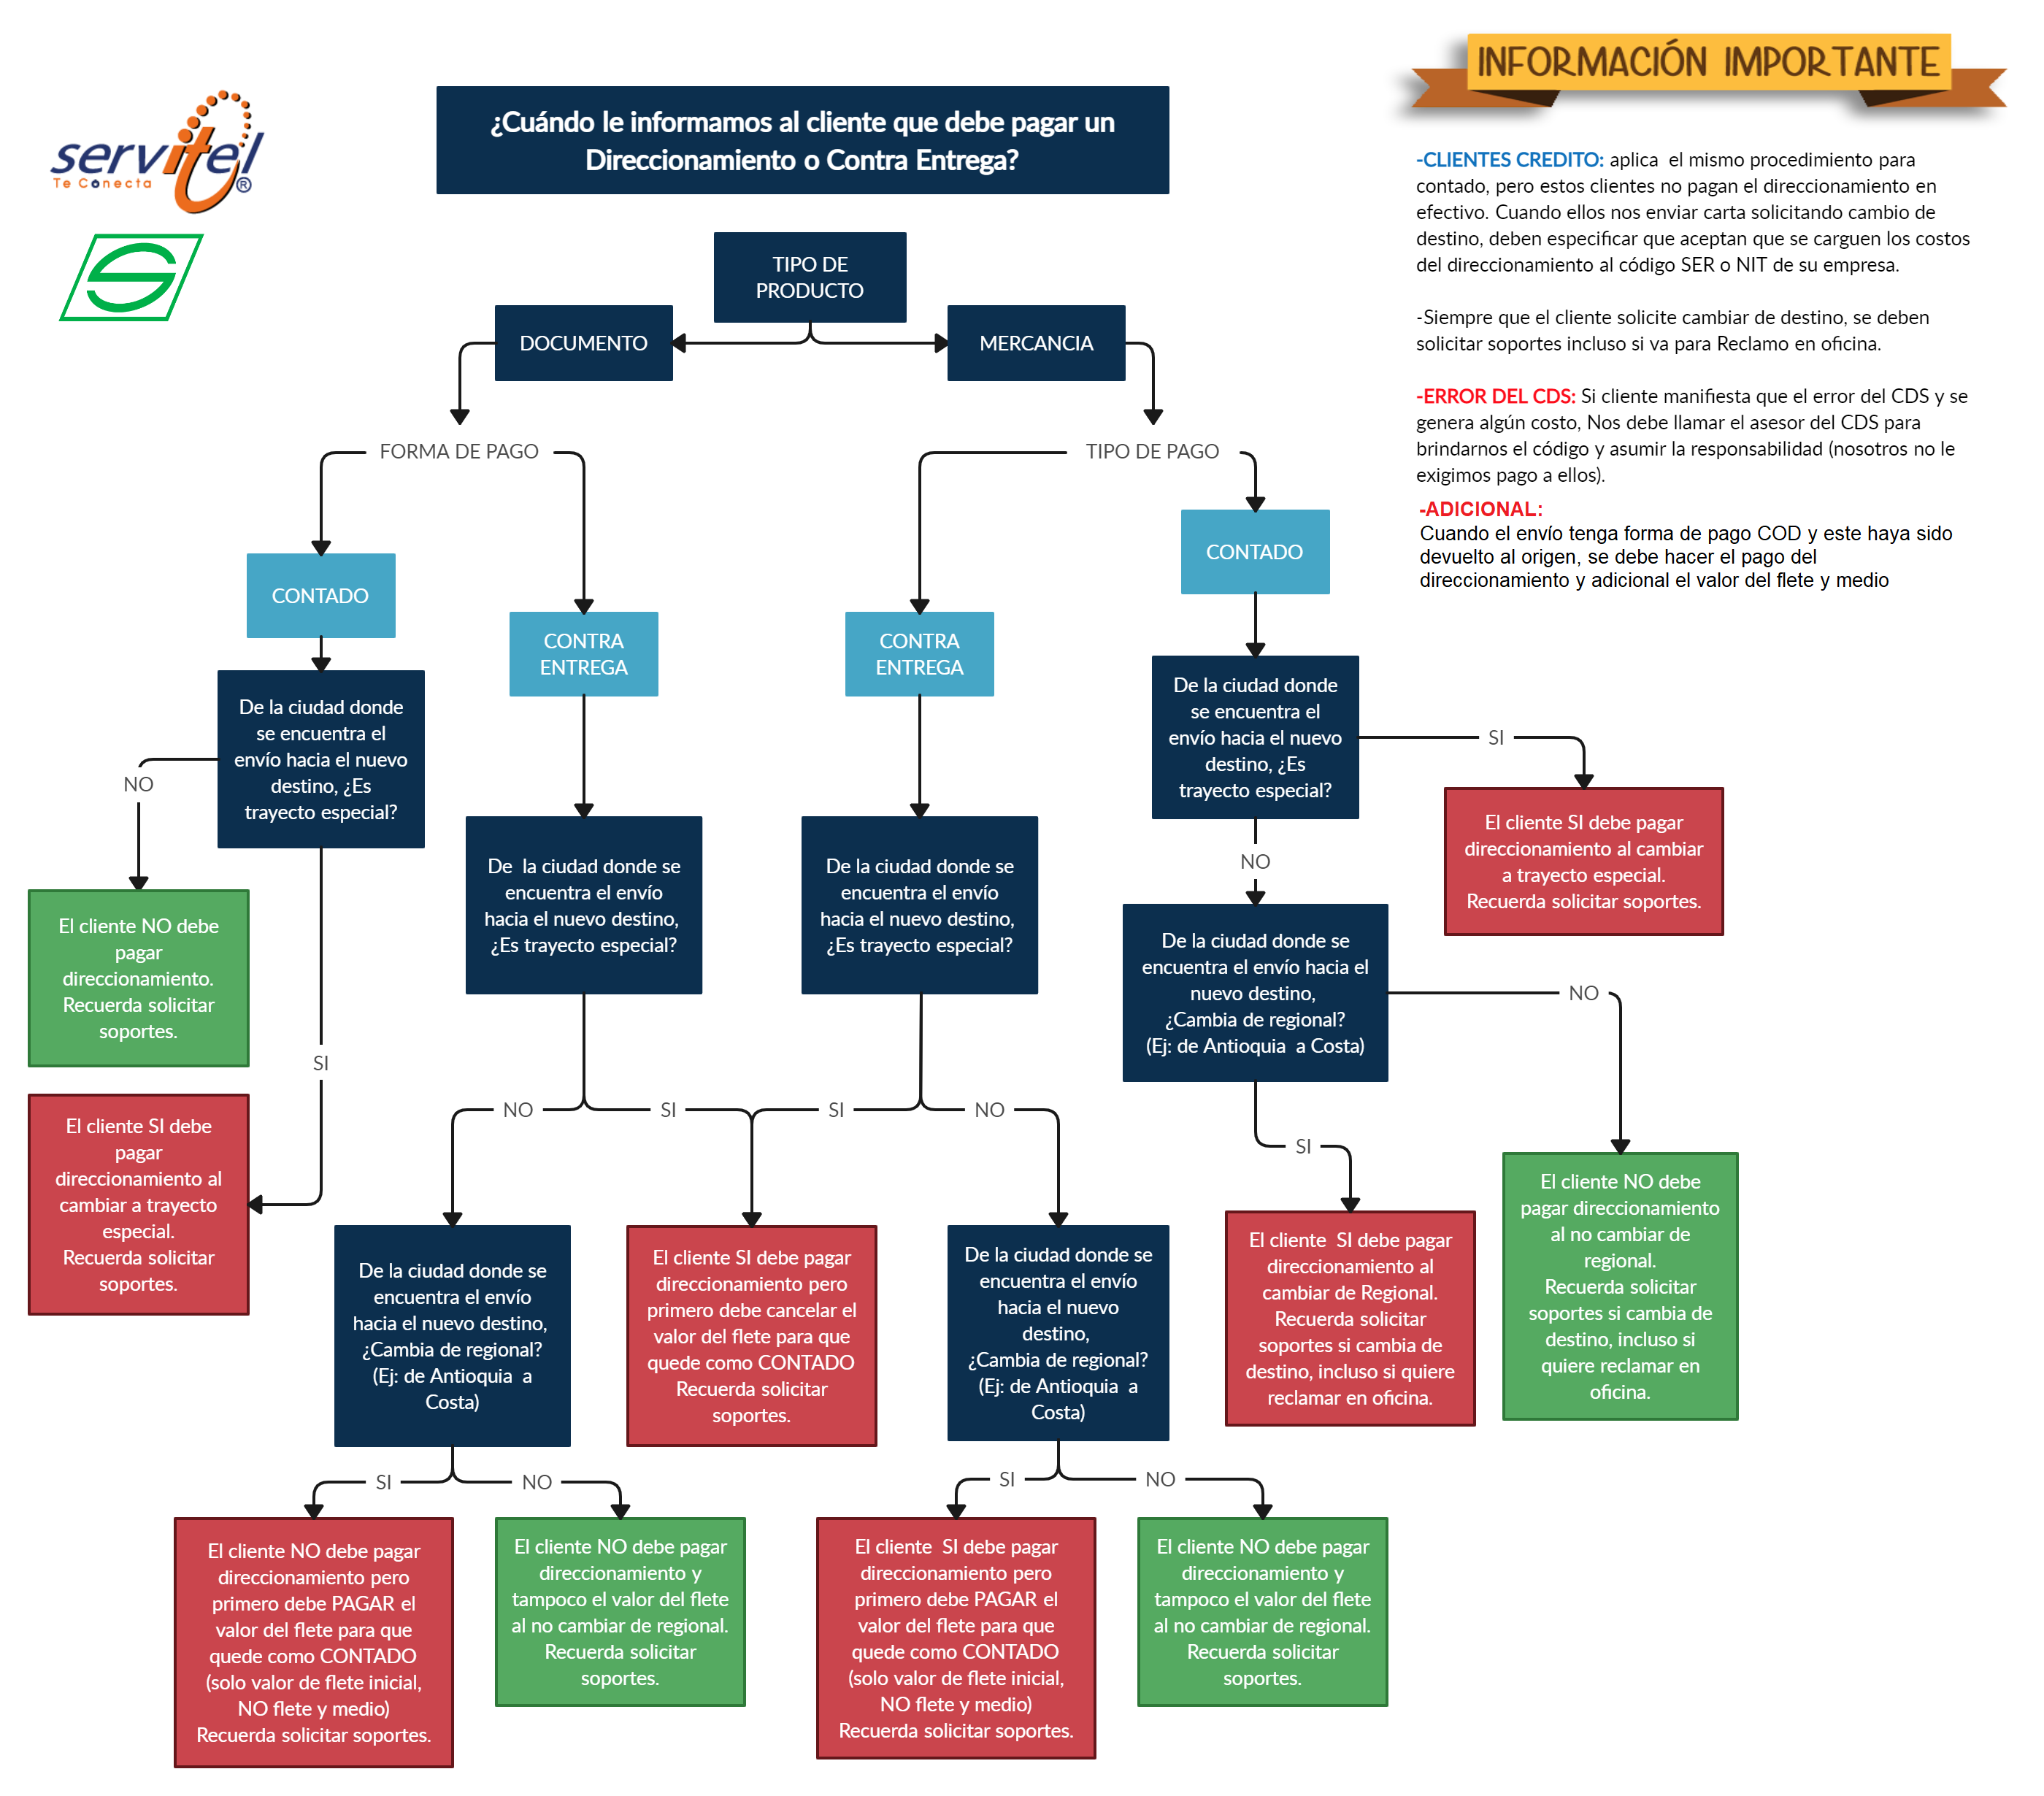 INFORMACIÓN IMPORTANTE
servitel®
Te Conecta
¿Cuándo le informamos al cliente que debe pagar un
Direccionamiento o Contra Entrega?
-CLIENTES CREDITO: aplica  el mismo procedimiento para
contado, pero estos clientes no pagan el direccionamiento en
efectivo. Cuando ellos nos enviar carta solicitando cambio de
destino, deben especificar que aceptan que se carguen los costos
del direccionamiento al código SER o NIT de su empresa.
-Siempre que el cliente solicite cambiar de destino, se deben
solicitar soportes incluso si va para Reclamo en oficina.
-ERROR DEL CDS: Si cliente manifiesta que el error del CDS y se
genera algún costo, Nos debe llamar el asesor del CDS para
brindarnos el código y asumir la responsabilidad (nosotros no le
exigimos pago a ellos).
-ADICIONAL:
Cuando el envío tenga forma de pago COD y este haya sido
devuelto al origen, se debe hacer el pago del
direccionamiento y adicional el valor del flete y medio
TIPO DE
PRODUCTO
DOCUMENTO
MERCANCIA
FORMA DE PAGO
TIPO DE PAGO
CONTADO
CONTRA
ENTREGA
CONTRA
ENTREGA
CONTADO
De la ciudad donde
se encuentra el
envío hacia el nuevo
destino, ¿Es
trayecto especial?
NO
El cliente NO debe
pagar
direccionamiento.
Recuerda solicitar
soportes.
SI
El cliente SI debe
pagar
direccionamiento al
cambiar a trayecto
especial.
Recuerda solicitar
soportes.
De  la ciudad donde se
encuentra el envío
hacia el nuevo destino,
¿Es trayecto especial?
NO
SI
De la ciudad donde se
encuentra el envío
hacia el nuevo destino,
¿Es trayecto especial?
SI
NO
De la ciudad donde
se encuentra el
envío hacia el nuevo
destino, ¿Es
trayecto especial?
SI
El cliente SI debe pagar
direccionamiento al cambiar
a trayecto especial.
Recuerda solicitar soportes.
NO
De la ciudad donde se
encuentra el envío hacia el
nuevo destino,
¿Cambia de regional?
(Ej: de Antioquia  a Costa)
NO
SI
De la ciudad donde se
encuentra el envío
hacia el nuevo destino,
¿Cambia de regional?
(Ej: de Antioquia  a
Costa)
El cliente SI debe pagar
direccionamiento pero
primero debe cancelar el
valor del flete para que
quede como CONTADO
Recuerda solicitar
soportes.
De la ciudad donde se
encuentra el envío
hacia el nuevo
destino,
¿Cambia de regional?
(Ej: de Antioquia  a
Costa)
El cliente  SI debe pagar
direccionamiento al
cambiar de Regional.
Recuerda solicitar
soportes si cambia de
destino, incluso si quiere
reclamar en oficina.
El cliente NO debe
pagar direccionamiento
al no cambiar de
regional.
Recuerda solicitar
soportes si cambia de
destino, incluso si
quiere reclamar en
oficina.
SI
NO
SI
NO
El cliente NO debe pagar
direccionamiento pero
primero debe PAGAR el
valor del flete para que
quede como CONTADO
(solo valor de flete inicial,
NO flete y medio)
Recuerda solicitar soportes.
El cliente NO debe pagar
direccionamiento y
tampoco el valor del flete
al no cambiar de regional.
Recuerda solicitar
soportes.
El cliente  SI debe pagar
direccionamiento pero
primero debe PAGAR el
valor del flete para que
quede como CONTADO
(solo valor de flete inicial,
NO flete y medio)
Recuerda solicitar soportes.
El cliente NO debe pagar
direccionamiento y
tampoco el valor del flete
al no cambiar de regional.
Recuerda solicitar
soportes.